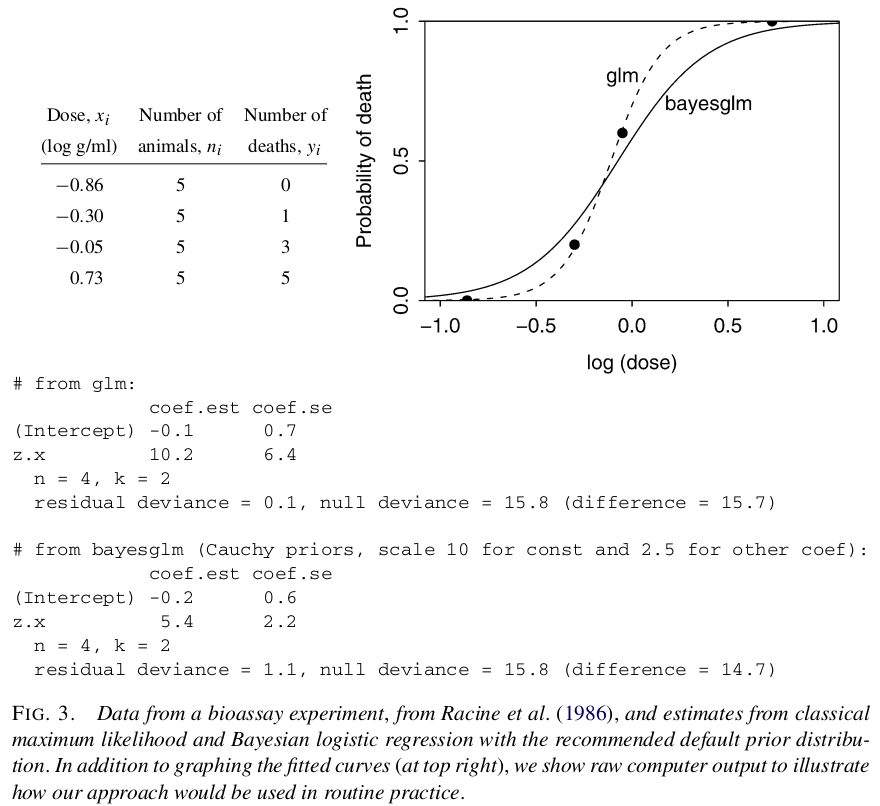 Dose, xi Number of Number of
(log g/ml) animals, ni deaths, yi
−0.86 5 0
−0.30 5 1
−0.05 5 3
0.73 5 5
Probability of death
1.0
0.5
0.0
glm
bayesglm
−1.0 −0.5 0.0 0.5 1.0
log (dose)
# from glm:
coef.est coef.se
(Intercept) -0.1 0.7
z.x 10.2 6.4
n = 4, k = 2
residual deviance = 0.1, null deviance = 15.8 (difference = 15.7)
# from bayesglm (Cauchy priors, scale 10 for const and 2.5 for other coef):
coef.est coef.se
(Intercept) -0.2 0.6
z.x 5.4 2.2
n = 4, k = 2
residual deviance = 1.1, null deviance = 15.8 (difference = 14.7)
FIG. 3. Data from a bioassay experiment, from Racine et al. (1986), and estimates from classical
maximum likelihood and Bayesian logistic regression with the recommended default prior distribu-
tion. In addition to graphing the fitted curves (at top right), we show raw computer output to illustrate
how our approach would be used in routine practice.